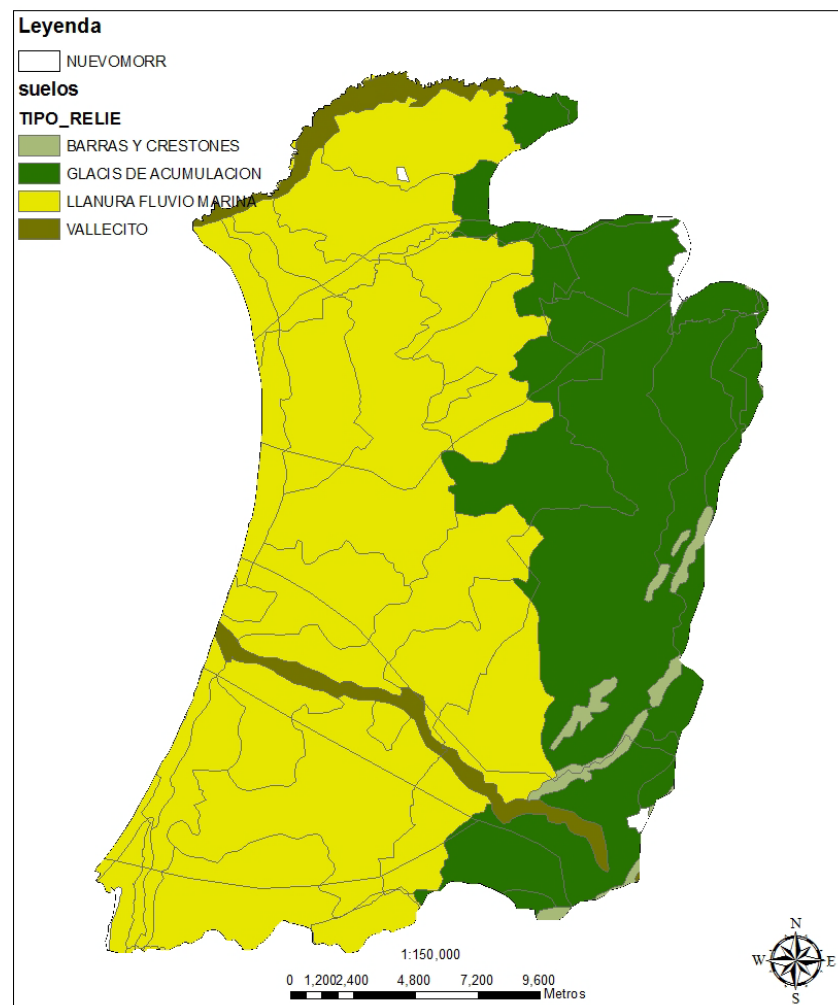 Leyenda
NUEVOMORR
suelos
TIPO_RELIE
BARRAS Y CRESTONES
GLACIS DE ACUMULACION
LLANURA FLUVIO MARINA
VALLECITO
1:150,000
0 1,2002,400 4,800 7,200 9,600
Metros
N
W E
S